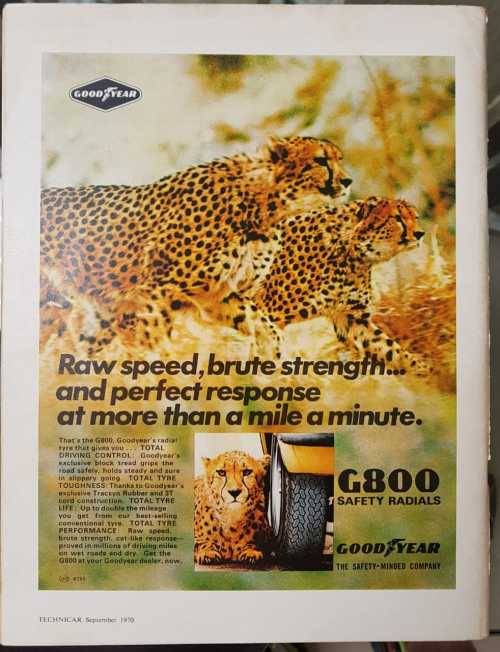 GOODYEAR
Raw speed, brute strength...
and perfect response
at more than a mile a minute.
That's the G800, Goodyear's radial
tyre that gives you . . . TOTAL
DRIVING CONTROL: Goodyear's
exclusive block tread grips the
road safely, holds steady and sure
in slippery going. TOTAL TYRE
TOUGHNESS: Thanks to Goodyear's
exclusive Tracsyn Rubber and 3T
cord construction. TOTAL TYRE
LIFE: Up to double the mileage
you get from our best-selling
conventional tyre. TOTAL TYRE
PERFORMANCE: Raw speed,
brute strength, cat-like response—
proved in millions of driving miles
on wet roads and dry. Get the
G800 at your Goodyear dealer, now.
G800
SAFETY RADIALS
GOODYEAR
THE SAFETY-MINDED COMPANY
TECHNICAR September 1970